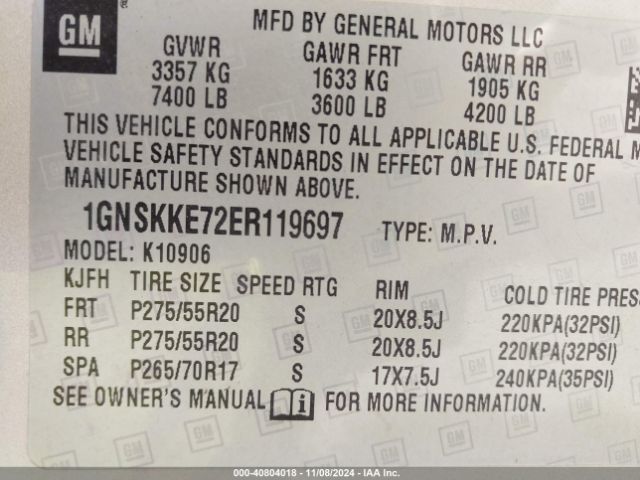 GM
MFD BY GENERAL MOTORS LLC
GVWR GAWR FRT GAWR RR
3357 KG 1633 KG 1905 KG
7400 LB 3600 LB 4200 LB
THIS VEHICLE CONFORMS TO ALL APPLICABLE U.S. FEDERAL M
VEHICLE SAFETY STANDARDS IN EFFECT ON THE DATE OF
MANUFACTURE SHOWN ABOVE.
1GNSKKE72ER119697 TYPE: M.P.V.
MODEL: K10906
KJFH TIRE SIZE SPEED RTG RIM COLD TIRE PRES
FRT P275/55R20 S 20X8.5J 220KPA(32PSI)
RR P275/55R20 S 20X8.5J 220KPA(32PSI)
SPA P265/70R17 S 17X7.5J 240KPA(35PSI)
SEE OWNER'S MANUAL i FOR MORE INFORMATION.
000-40804018 - 11/08/2024 - IAA Inc.